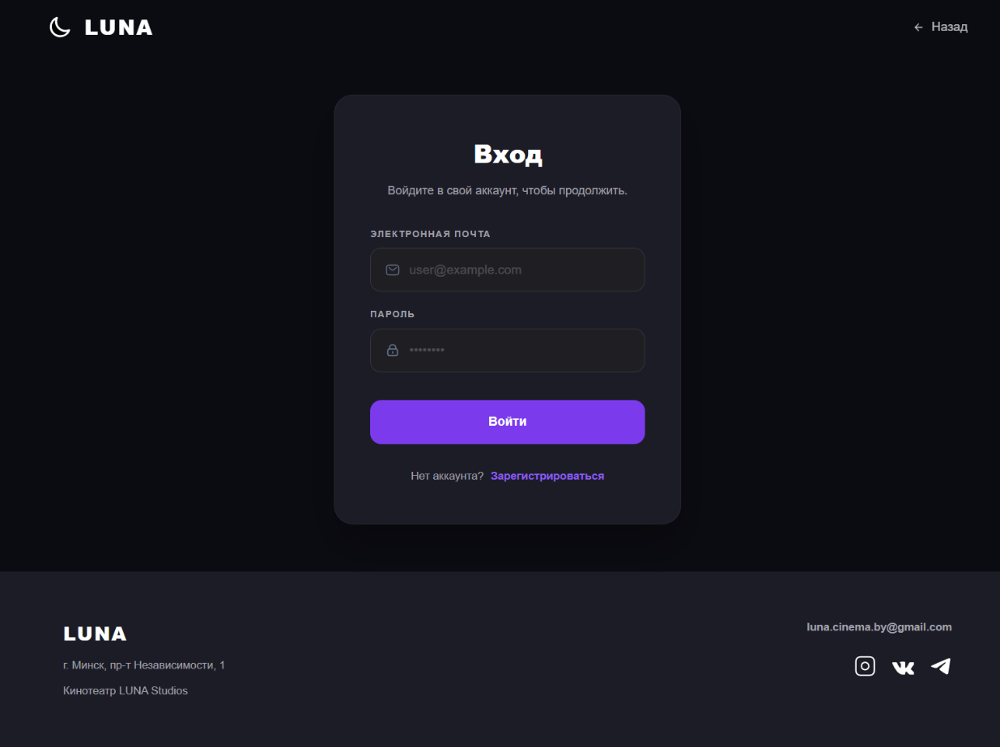 LUNA
← Назад
Вход
Войдите в свой аккаунт, чтобы продолжить.
ЭЛЕКТРОННАЯ ПОЧТА
user@example.com
ПАРОЛЬ
••••••••
Войти
Нет аккаунта? Зарегистрироваться
LUNA
luna.cinema.by@gmail.com
г. Минск, пр-т Независимости, 1
Кинотеатр LUNA Studios